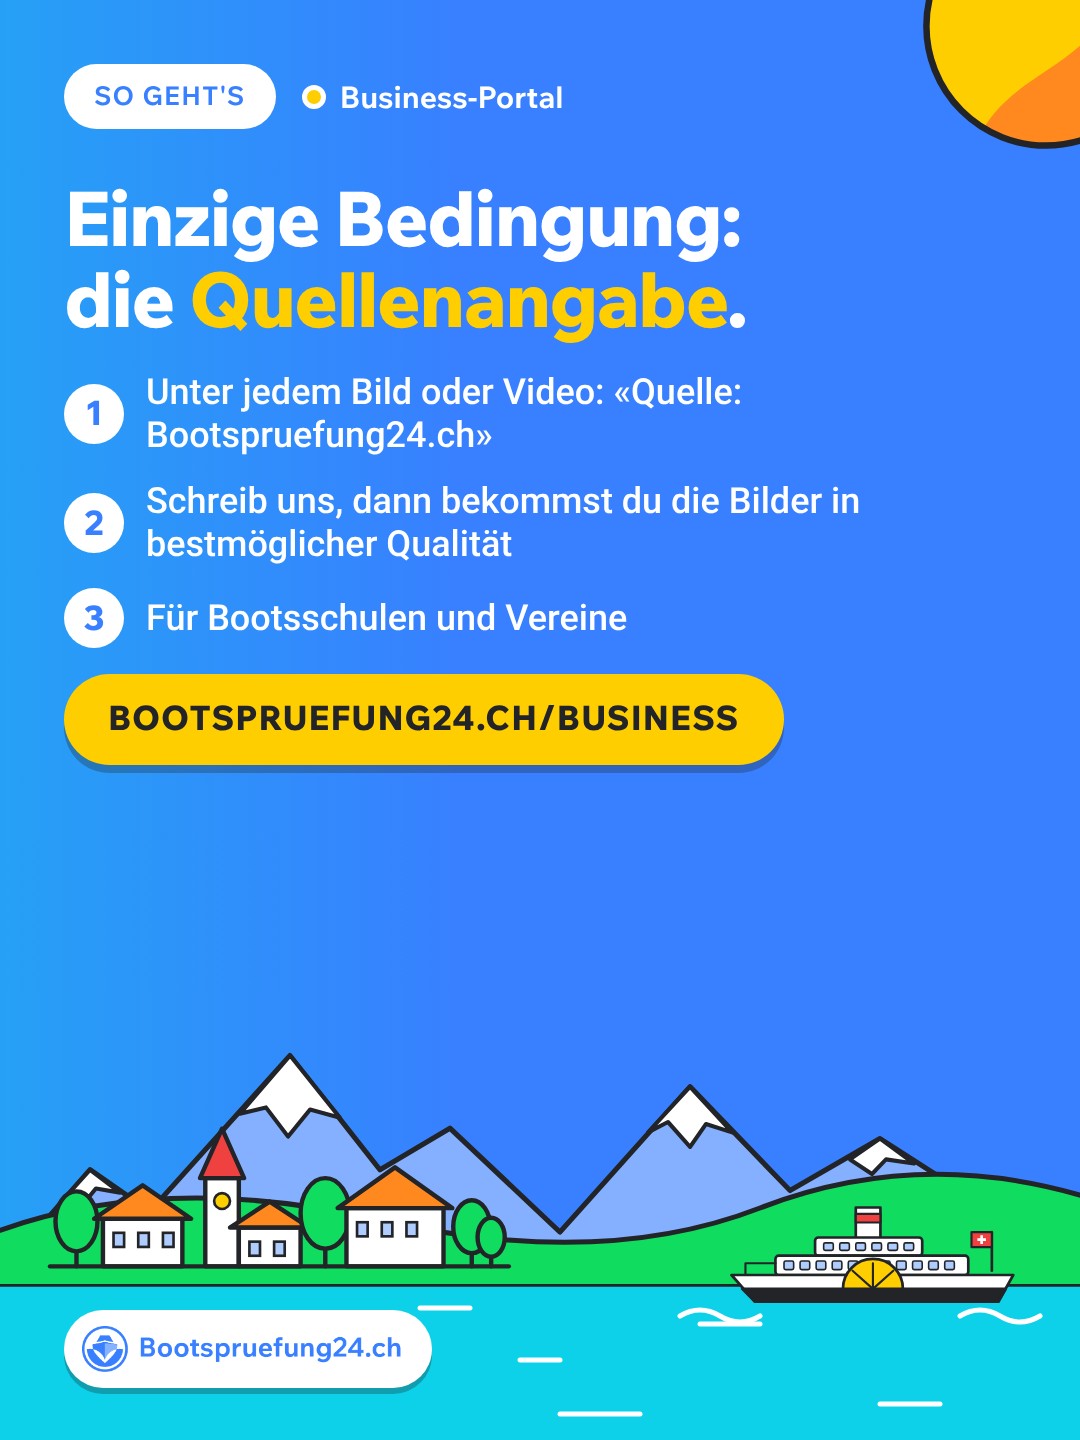 SO GEHT'S
Business-Portal
Einzige Bedingung:
die Quellenangabe.
1
Unter jedem Bild oder Video: «Quelle:
Bootspruefung24.ch»
2
Schreib uns, dann bekommst du die Bilder in
bestmöglicher Qualität
3
Für Bootsschulen und Vereine
BOOTSPRUEFUNG24.CH/BUSINESS
Bootspruefung24.ch